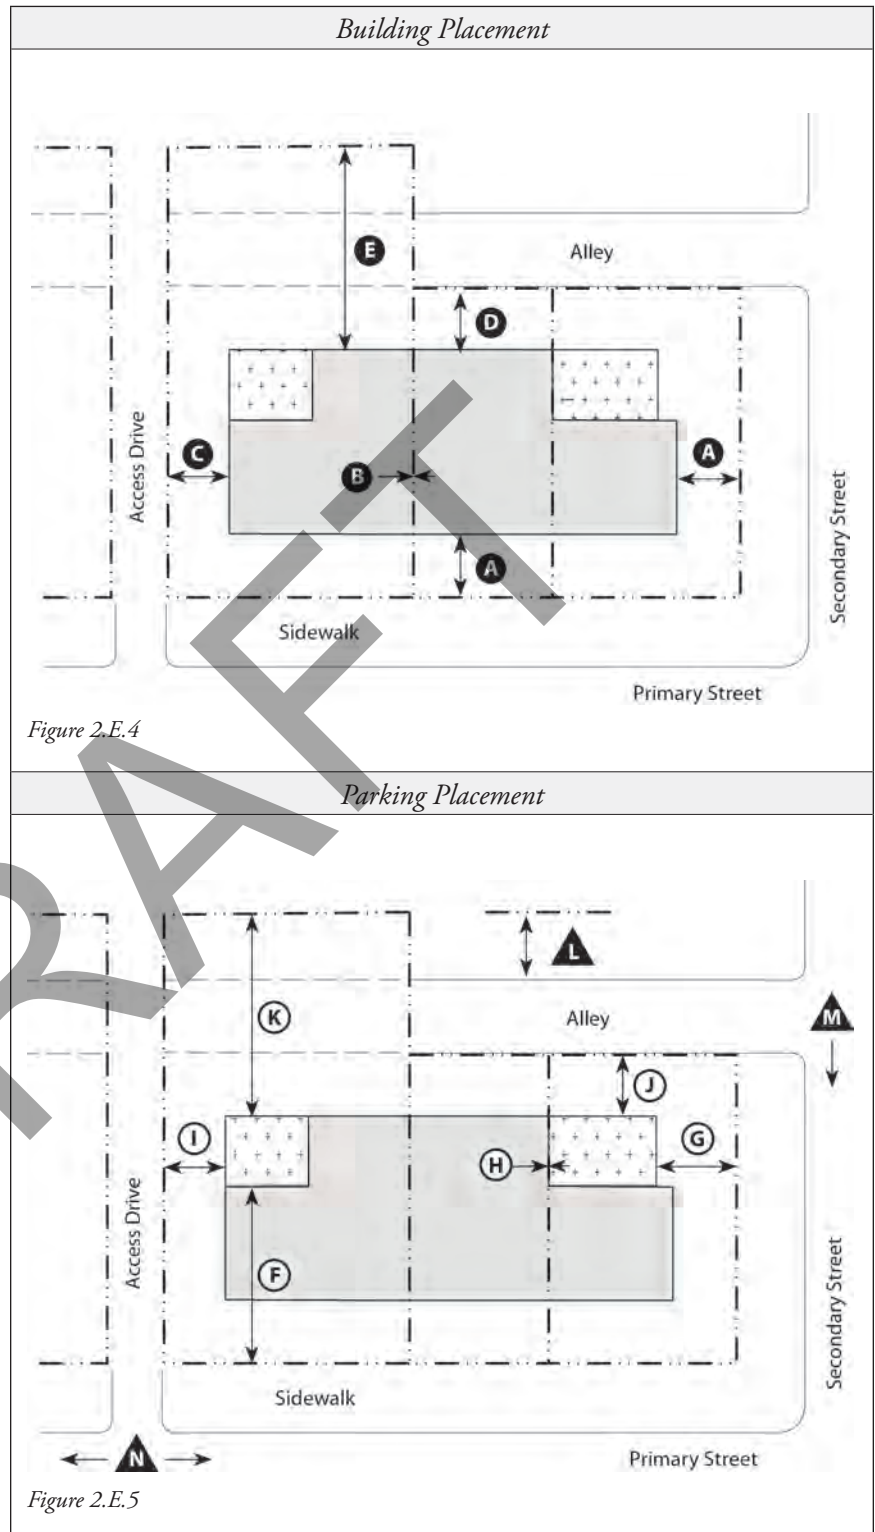 Building Placement
E
Alley
D
Access Drive
C
B
A
Secondary Street
A
Sidewalk
Primary Street
Figure 2.E.4
Parking Placement
L
K
Alley
M
J
I
G
H
Access Drive
F
Secondary Street
Sidewalk
N
Primary Street
Figure 2.E.5
DRAFT